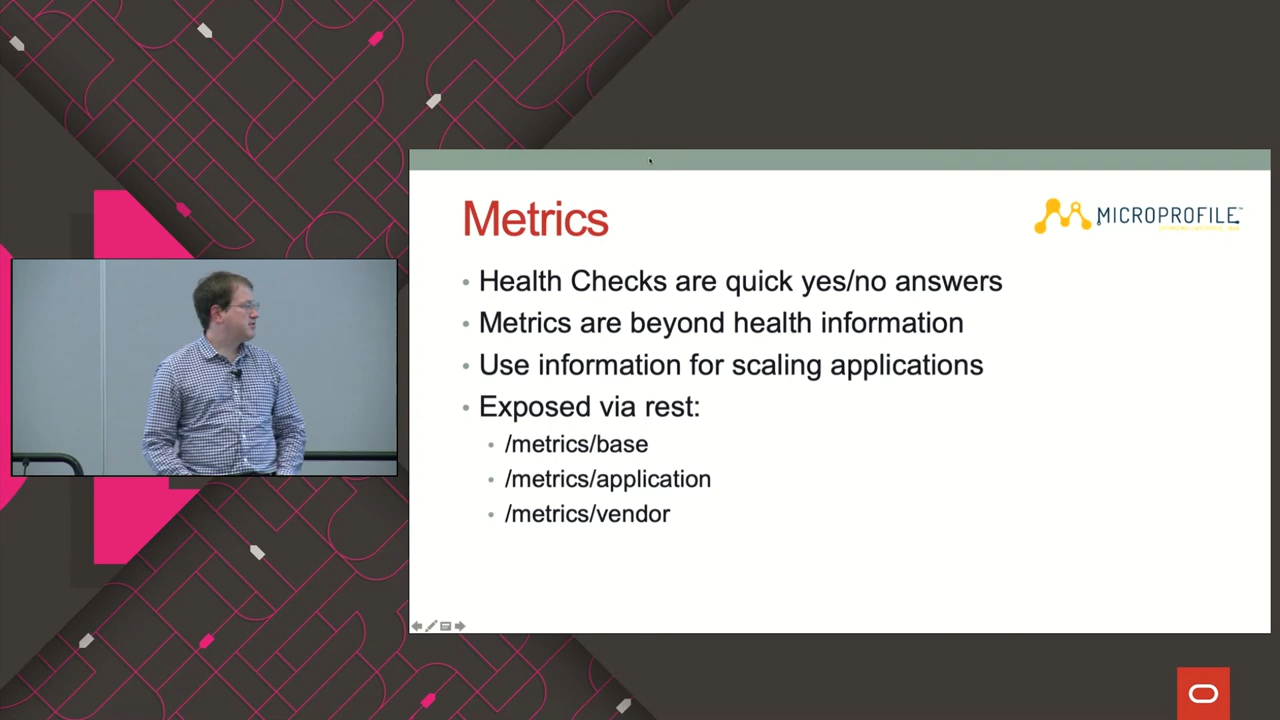 Metrics
MICROPROFILE™
Health Checks are quick yes/no answers
Metrics are beyond health information
Use information for scaling applications
Exposed via rest:
/metrics/base
/metrics/application
/metrics/vendor